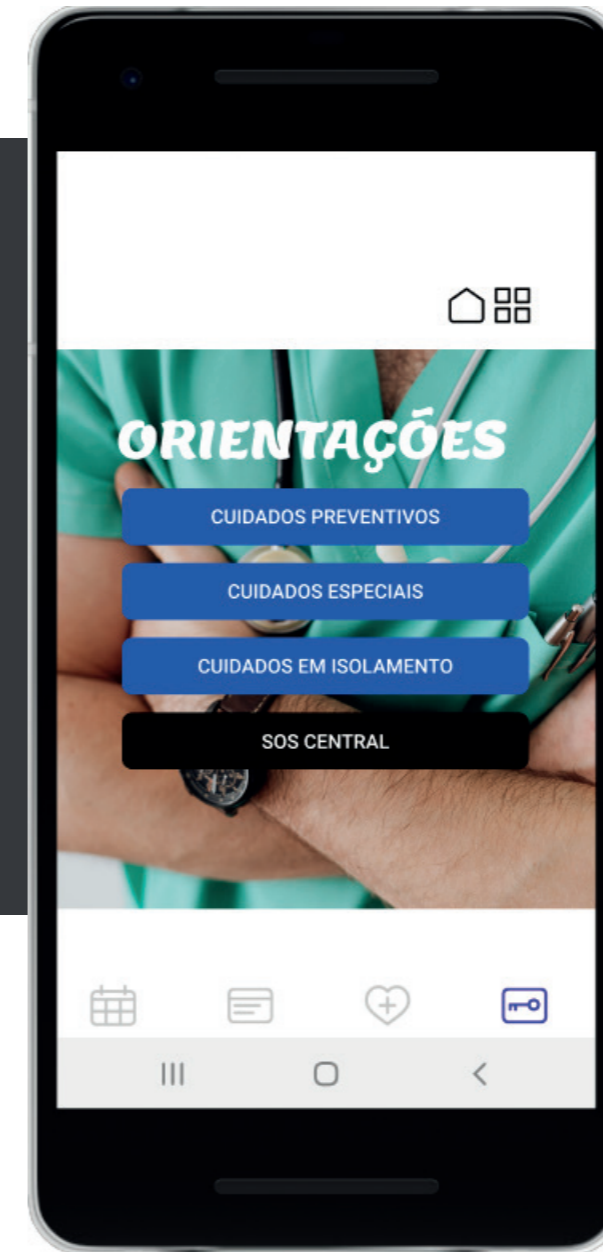 ORIENTAÇÕES
CUIDADOS PREVENTIVOS
CUIDADOS ESPECIAIS
CUIDADOS EM ISOLAMENTO
SOS CENTRAL